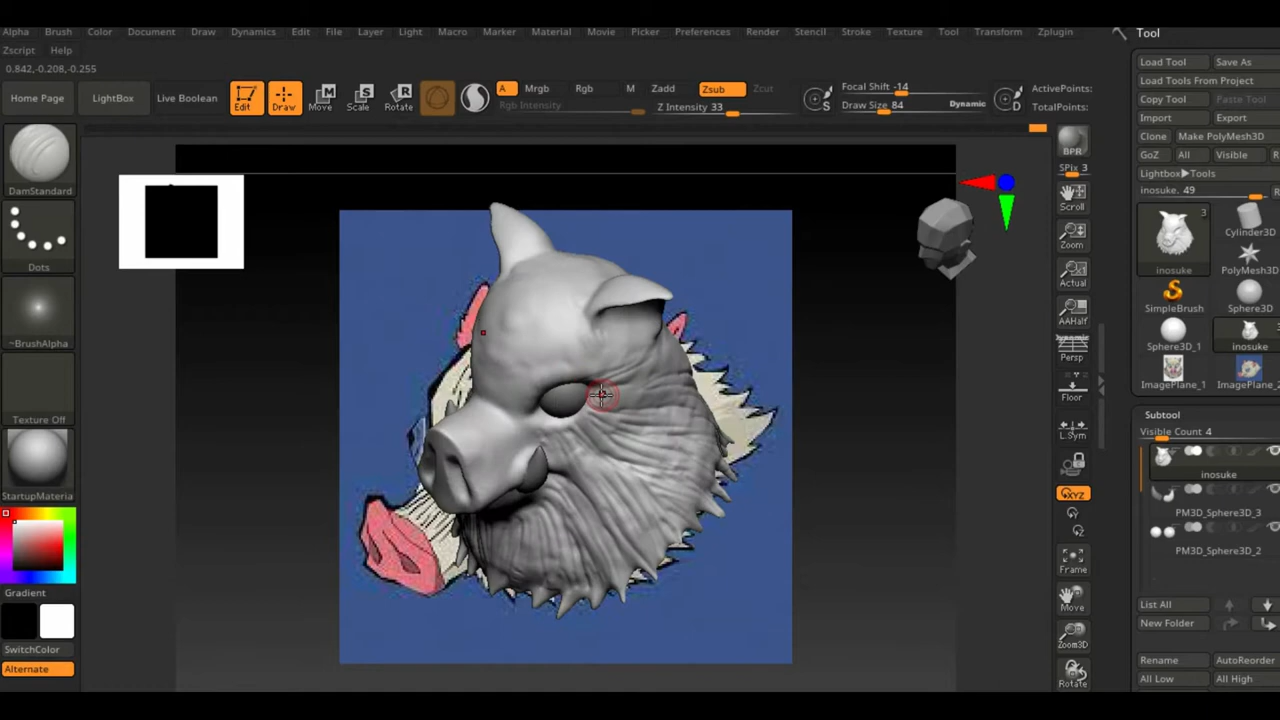 Alpha Brush Color Document Draw Dynamics Edit File Layer Light Macro Marker Material Movie Picker Preferences Render Stencil Stroke Texture Tool Transform Zplugin
Zscript Help
0.842,-0.208,-0.255
Home Page LightBox Live Boolean Edit Draw Move Scale Rotate
A Mrgb Rgb M Zadd Zsub Zcut
Rgb Intensity Z Intensity 33
S Focal Shift -14
Draw Size 84 Dynamic
D ActivePoints:
TotalPoints:
DamStandard
Dots
~BrushAlpha
Texture Off
StartupMateria
Gradient
SwitchColor
Alternate
BPR
SPix 3
Scroll
Zoom
Actual
AAHalf
Dynamic
Persp
Floor
L.Sym
XYZ
Frame
Move
Zoom3D
Rotate
Tool
Load Tool Save As
Load Tools From Project
Copy Tool Paste Tool
Import Export
Clone Make PolyMesh3D
GoZ All Visible R
Lightbox▶Tools
inosuke. 49 R
3
inosuke
Cylinder3D
PolyMesh3D
SimpleBrush Sphere3D
Sphere3D_1 inosuke
ImagePlane_1 ImagePlane_2
Subtool
Visible Count 4
inosuke
PM3D_Sphere3D_3
PM3D_Sphere3D_2
List All
New Folder
Rename AutoReorder
All Low All High